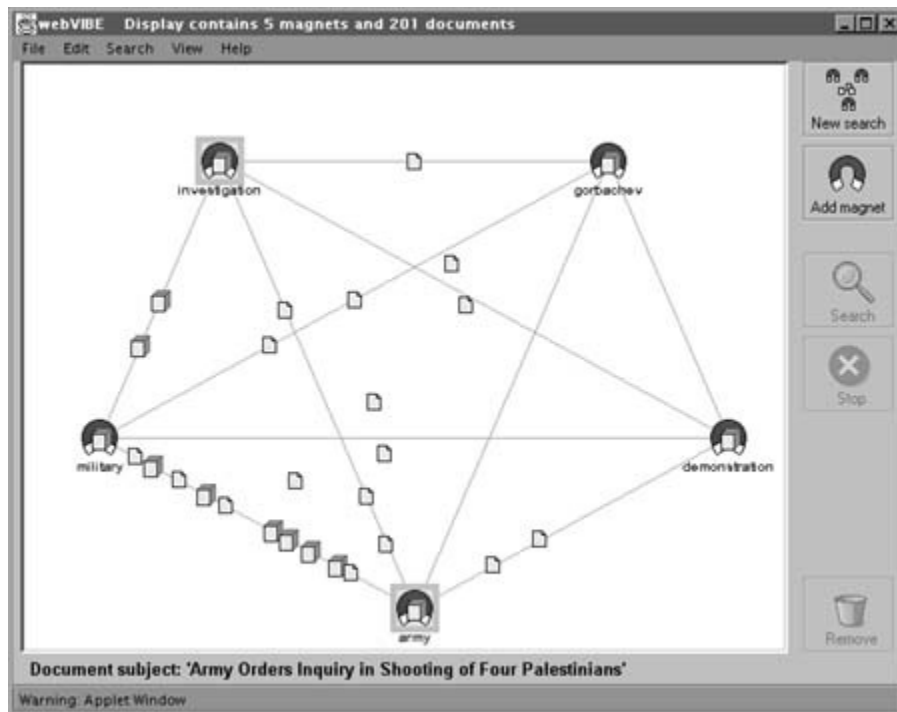 webVIBE Display contains 5 magnets and 201 documents
File Edit Search View Help
New search
investigation
gorbachev
Add magnet
Search
Stop
military
demonstration
army
Remove
Document subject: 'Army Orders Inquiry in Shooting of Four Palestinians'
Warning: Applet Window